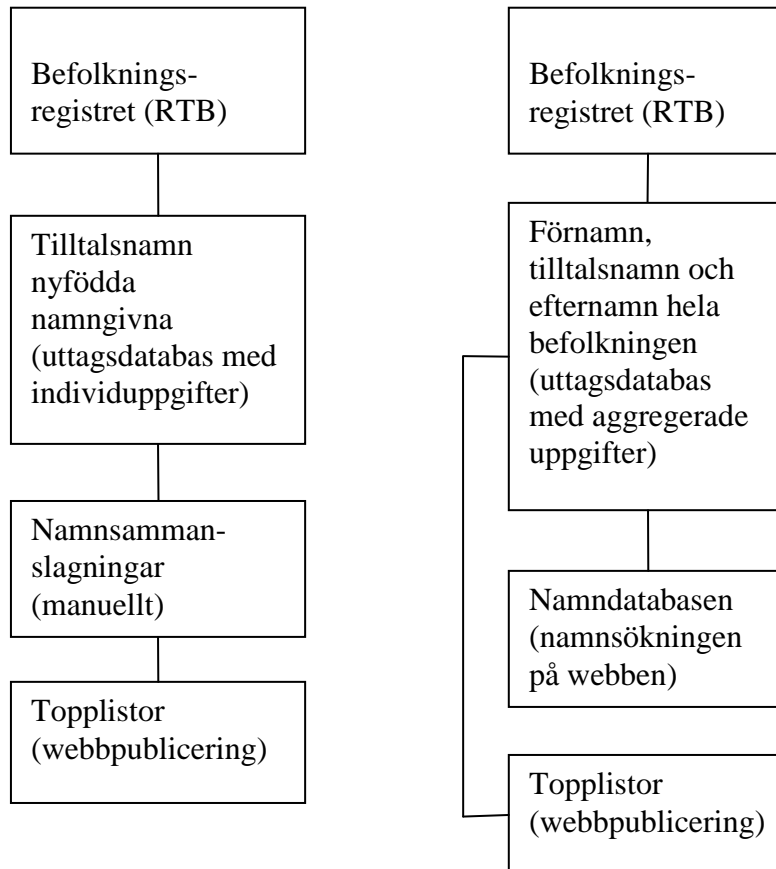 Befolknings-
registret (RTB)
Tilltalsnamn
nyfödda
namngivna
(uttagsdatabas med
individuppgifter)
Namnsamman-
slagningar
(manuellt)
Topplistor
(webbpublicering)
Befolknings-
registret (RTB)
Förnamn,
tilltalsnamn och
efternamn hela
befolkningen
(uttagsdatabas
med aggregerade
uppgifter)
Namndatabasen
(namnsökningen
på webben)
Topplistor
(webbpublicering)